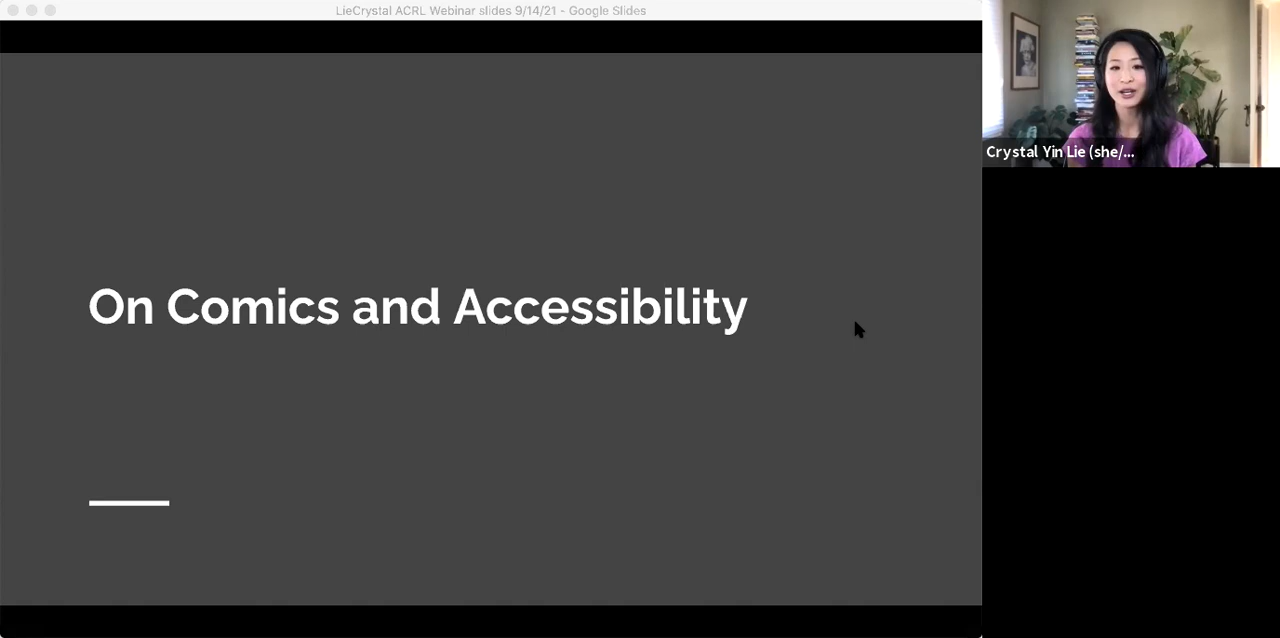 LieCrystal ACRL Webinar slides 9/14/21 - Google Slides
On Comics and Accessibility
Crystal Yin Lie (she/...